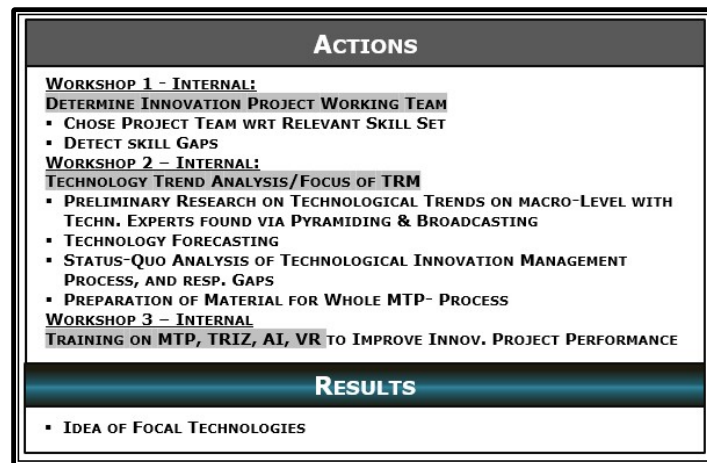 ACTIONS
WORKSHOP 1 - INTERNAL:
DETERMINE INNOVATION PROJECT WORKING TEAM
▪ CHOSE PROJECT TEAM WRT RELEVANT SKILL SET
▪ DETECT SKILL GAPS
WORKSHOP 2 – INTERNAL:
TECHNOLOGY TREND ANALYSIS/FOCUS OF TRM
▪ PRELIMINARY RESEARCH ON TECHNOLOGICAL TRENDS ON MACRO-LEVEL WITH
TECHN. EXPERTS FOUND VIA PYRAMIDING & BROADCASTING
▪ TECHNOLOGY FORECASTING
▪ STATUS-QUO ANALYSIS OF TECHNOLOGICAL INNOVATION MANAGEMENT
PROCESS, AND RESP. GAPS
▪ PREPARATION OF MATERIAL FOR WHOLE MTP- PROCESS
WORKSHOP 3 – INTERNAL
TRAINING ON MTP, TRIZ, AI, VR TO IMPROVE INNOV. PROJECT PERFORMANCE
RESULTS
▪ IDEA OF FOCAL TECHNOLOGIES